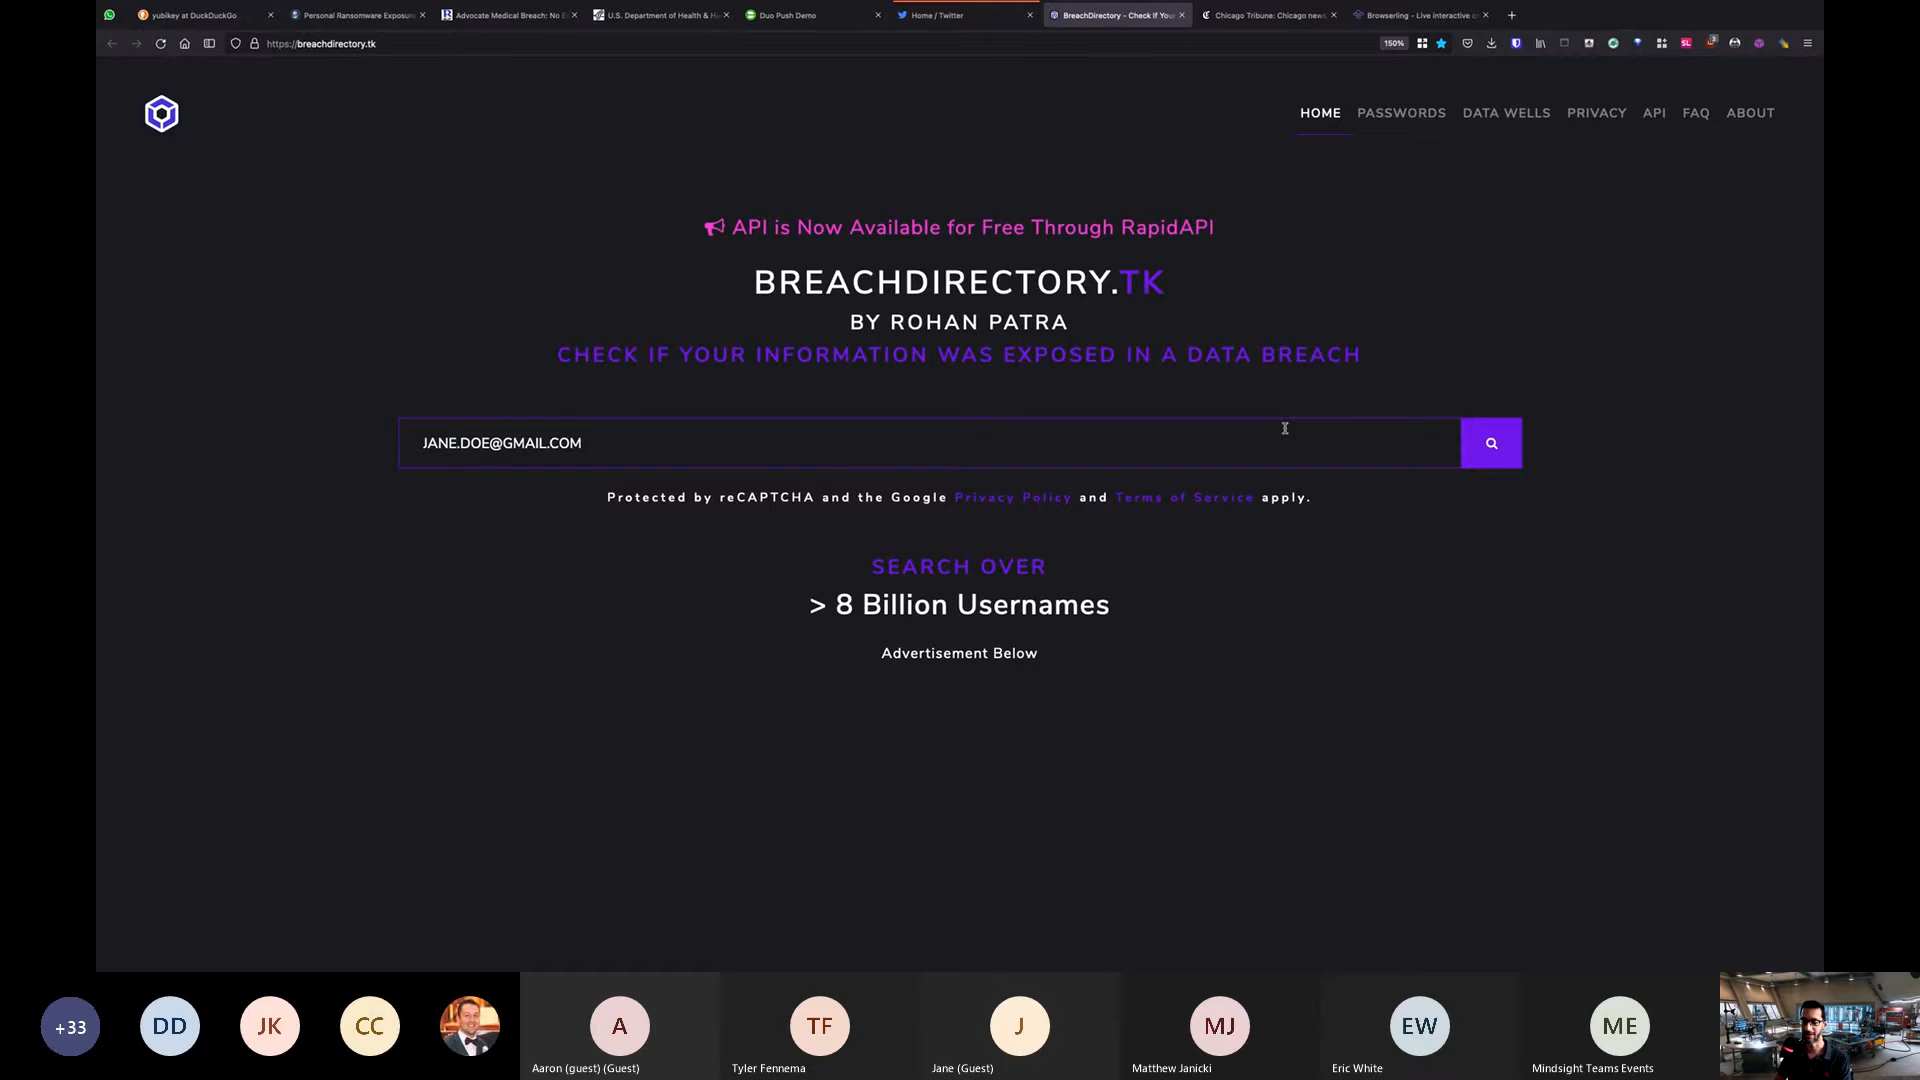 yubikey at DuckDuckGo
Personal Ransomware Exposure
Advocate Medical Breach: No E
U.S. Department of Health & H
Duo Push Demo
Home / Twitter
BreachDirectory - Check If Your
Chicago Tribune: Chicago news,
Browserling - Live interactive c
https://breachdirectory.tk
150%
SL
3
HOME PASSWORDS DATA WELLS PRIVACY API FAQ ABOUT
API is Now Available for Free Through RapidAPI
BREACHDIRECTORY.TK
BY ROHAN PATRA
CHECK IF YOUR INFORMATION WAS EXPOSED IN A DATA BREACH
JANE.DOE@GMAIL.COM
Protected by reCAPTCHA and the Google Privacy Policy and Terms of Service apply.
SEARCH OVER
> 8 Billion Usernames
Advertisement Below
+33
DD
JK
CC
A
TF
J
MJ
EW
ME
Aaron (guest) (Guest)
Tyler Fennema
Jane (Guest)
Matthew Janicki
Eric White
Mindsight Teams Events